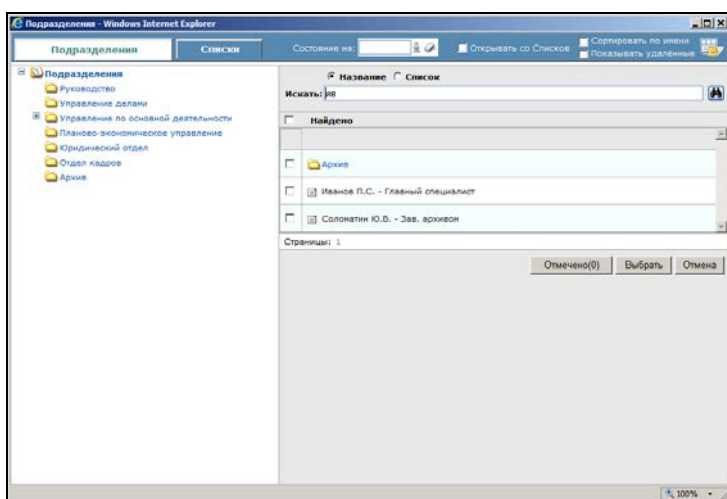 Подразделения - Windows Internet Explorer
Подразделения Списки Состояние на: Открывать со Списков Сортировать по имени
Показывать удалённые
Подразделения
Руководство
Управление делами
Управление по основной деятельности
Планово-экономическое управление
Юридический отдел
Отдел кадров
Архив
Название Список
Искать: ив
Найдено
Архив
Иванов П.С. - Главный специалист
Солонатин Ю.В. - Зав. архивом
Страницы: 1
Отмечено(0) Выбрать Отмена
100%